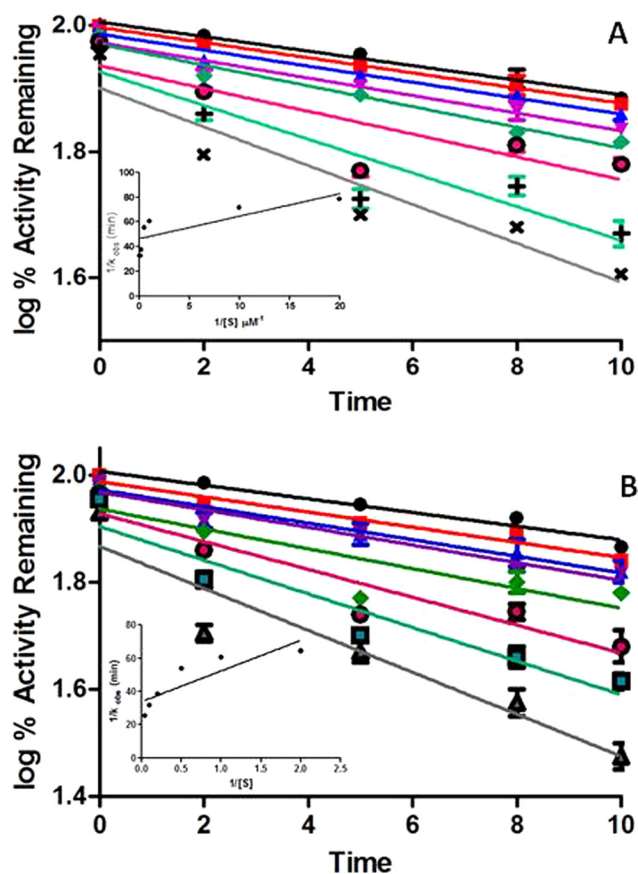 A
log % Activity Remaining
2.0
1.8
1.6
0 2 4 6 8 10
Time
1/k obs (min)
100
80
60
40
20
0
0 5 10 15 20
1/[S] µM-1
B
log % Activity Remaining
2.0
1.8
1.6
1.4
0 2 4 6 8 10
Time
1/k obs (min)
80
60
40
20
0
0.0 0.5 1.0 1.5 2.0 2.5
1/[S]